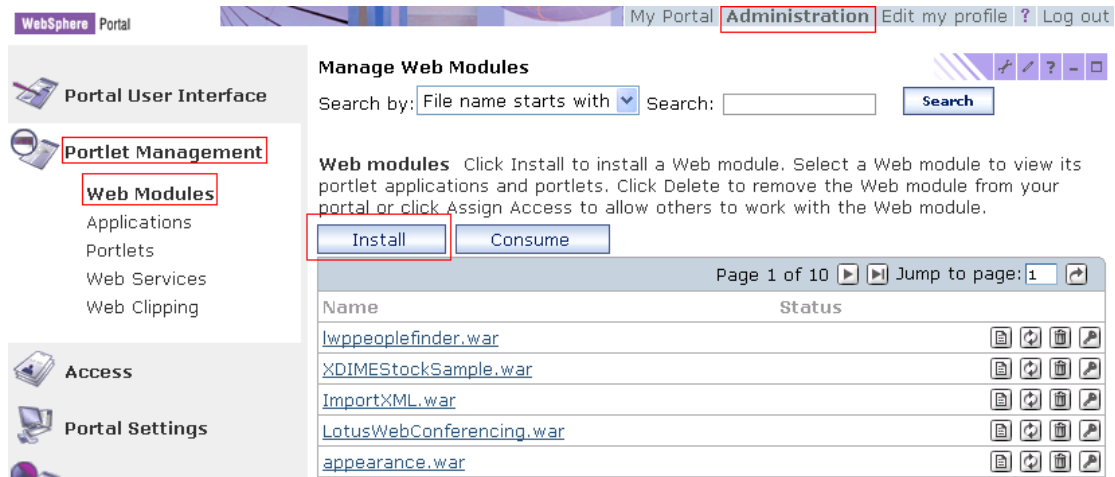 WebSphere Portal
My Portal Administration Edit my profile ? Log out
Portal User Interface
Portlet Management
Web Modules
Applications
Portlets
Web Services
Web Clipping
Access
Portal Settings
Manage Web Modules
?
Search by: File name starts with Search: Search
Web modules Click Install to install a Web module. Select a Web module to view its
portlet applications and portlets. Click Delete to remove the Web module from your
portal or click Assign Access to allow others to work with the Web module.
Install Consume
Page 1 of 10 Jump to page: 1
Name Status
lwppeoplefinder.war
XDIMEStockSample.war
ImportXML.war
LotusWebConferencing.war
appearance.war